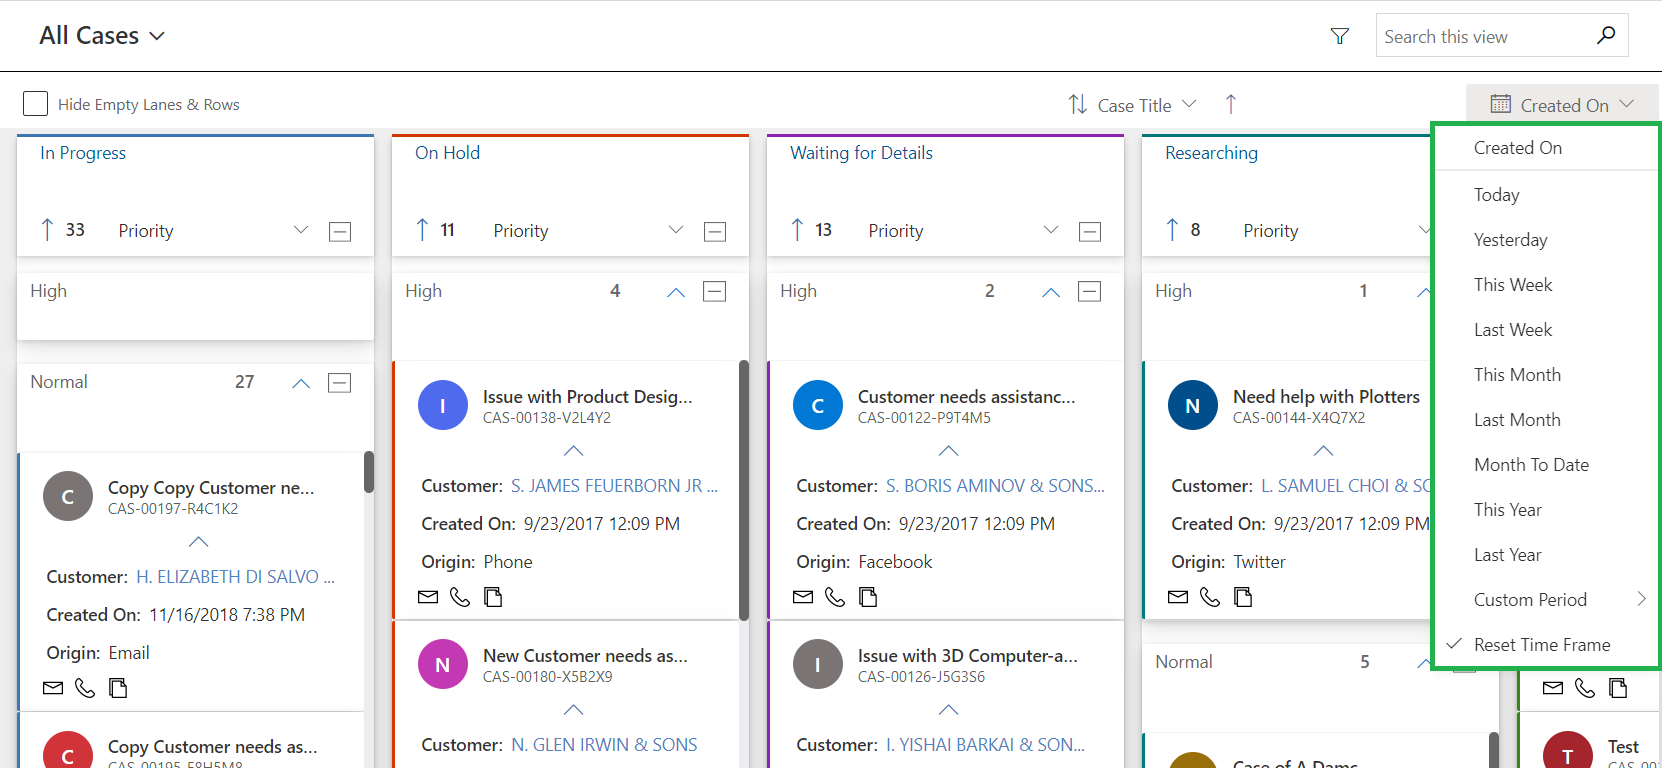 All Cases
Search this view
Hide Empty Lanes & Rows
Case Title
Created On
In Progress
33 Priority
High
Normal 27
C
Copy Copy Customer ne...
CAS-00197-R4C1K2
Customer: H. ELIZABETH DI SALVO ...
Created On: 11/16/2018 7:38 PM
Origin: Email
C
Copy Customer needs as...
CAS-00195-F8H5M8
On Hold
11 Priority
High 4
I
Issue with Product Desig...
CAS-00138-V2L4Y2
Customer: S. JAMES FEUERBORN JR ...
Created On: 9/23/2017 12:09 PM
Origin: Phone
N
New Customer needs as...
CAS-00180-X5B2X9
Customer: N. GLEN IRWIN & SONS
Waiting for Details
13 Priority
High 2
C
Customer needs assistanc...
CAS-00122-P9T4M5
Customer: S. BORIS AMINOV & SONS...
Created On: 9/23/2017 12:09 PM
Origin: Facebook
I
Issue with 3D Computer-a...
CAS-00126-J5G3S6
Customer: I. YISHAI BARKAI & SON...
Researching
8 Priority
High 1
N
Need help with Plotters
CAS-00144-X4Q7X2
Customer: L. SAMUEL CHOI & SC
Created On: 9/23/2017 12:09 PM
Origin: Twitter
Normal 5
Case of A Dams
Created On
Today
Yesterday
This Week
Last Week
This Month
Last Month
Month To Date
This Year
Last Year
Custom Period
Reset Time Frame
T
Test
CAS-00